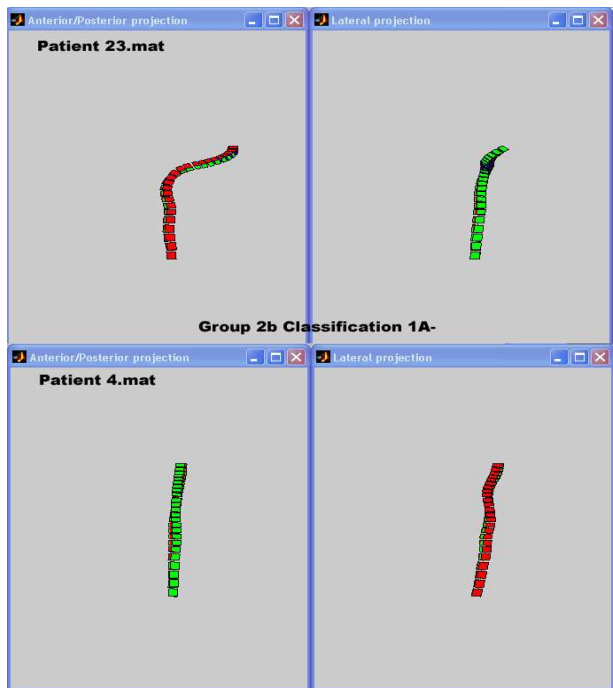 Anterior/Posterior projection
Lateral projection
Patient 23.mat
Group 2b Classification 1A-
Anterior/Posterior projection
Lateral projection
Patient 4.mat